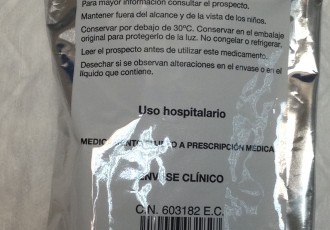 Para mayor información consultar el prospecto.
Mantener fuera del alcance y de la vista de los niños.
Conservar por debajo de 30ºC. Conservar en el embalaje
original para protegerlo de la luz. No congelar o refrigerar.
Leer el prospecto antes de utilizar este medicamento.
Desechar si se observan alteraciones en el envase o en el
líquido que contiene.
Uso hospitalario
A PRESCRIPCIÓN MEDICA
ENVASE CLÍNICO
C.N. 603182 E.C.